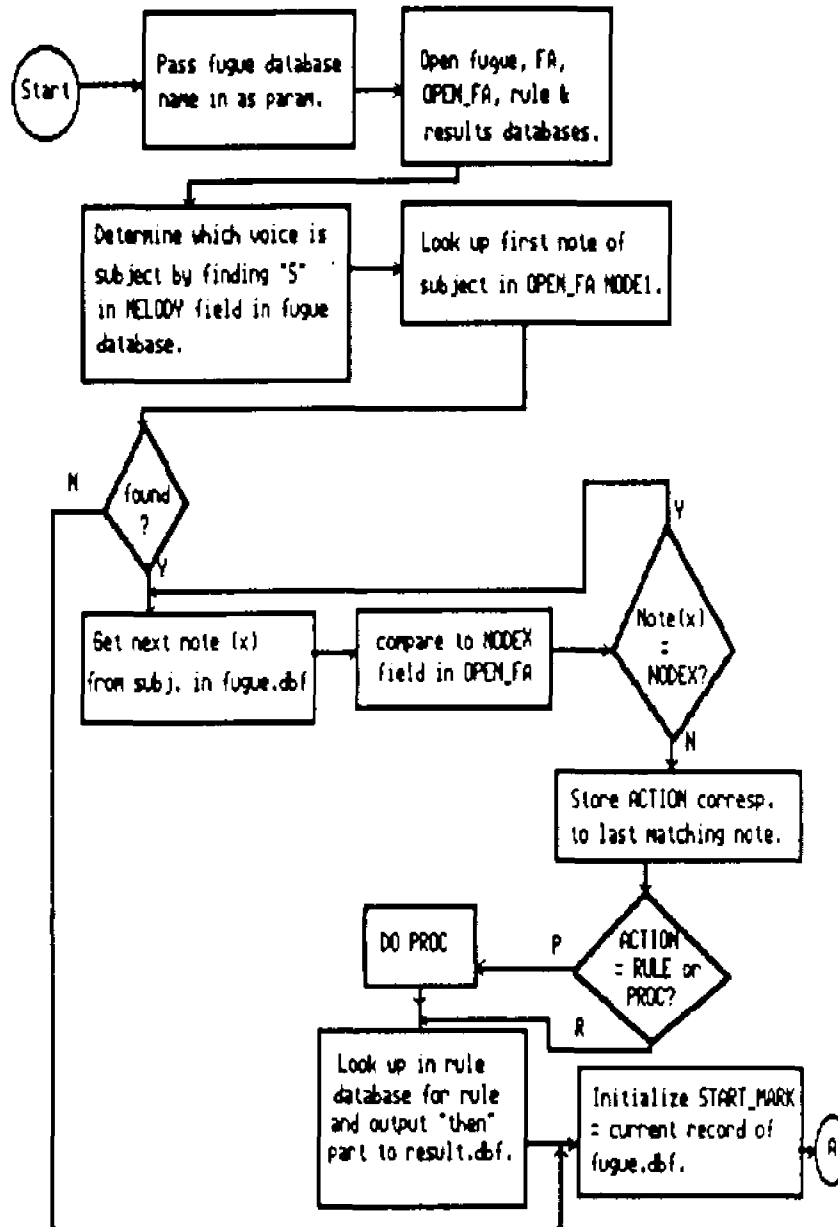 Start
Pass fugue database
name in as param.
Open fugue, FA,
OPEN_FA, rule &
results databases.
Determine which voice is
subject by finding "S"
in MELODY field in fugue
database.
Look up first note of
subject in OPEN_FA NODE1.
found
?
N
Y
Get next note (x)
from subj. in fugue.dbf
compare to NODEX
field in OPEN_FA
Note(x)
=
NODEX?
Y
N
Store ACTION corresp.
to last matching note.
ACTION
= RULE or
PROC?
P
R
DO PROC
Look up in rule
database for rule
and output "then"
part to result.dbf.
Initialize START_MARK
= current record of
fugue.dbf.
A